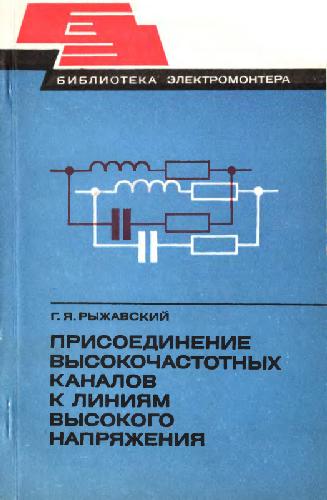 БИБЛИОТЕКА ЭЛЕКТРОМОНТЕРА
Г. Я. РЫЖАВСКИЙ
ПРИСОЕДИНЕНИЕ
ВЫСОКОЧАСТОТНЫХ
КАНАЛОВ
К ЛИНИЯМ
ВЫСОКОГО
НАПРЯЖЕНИЯ